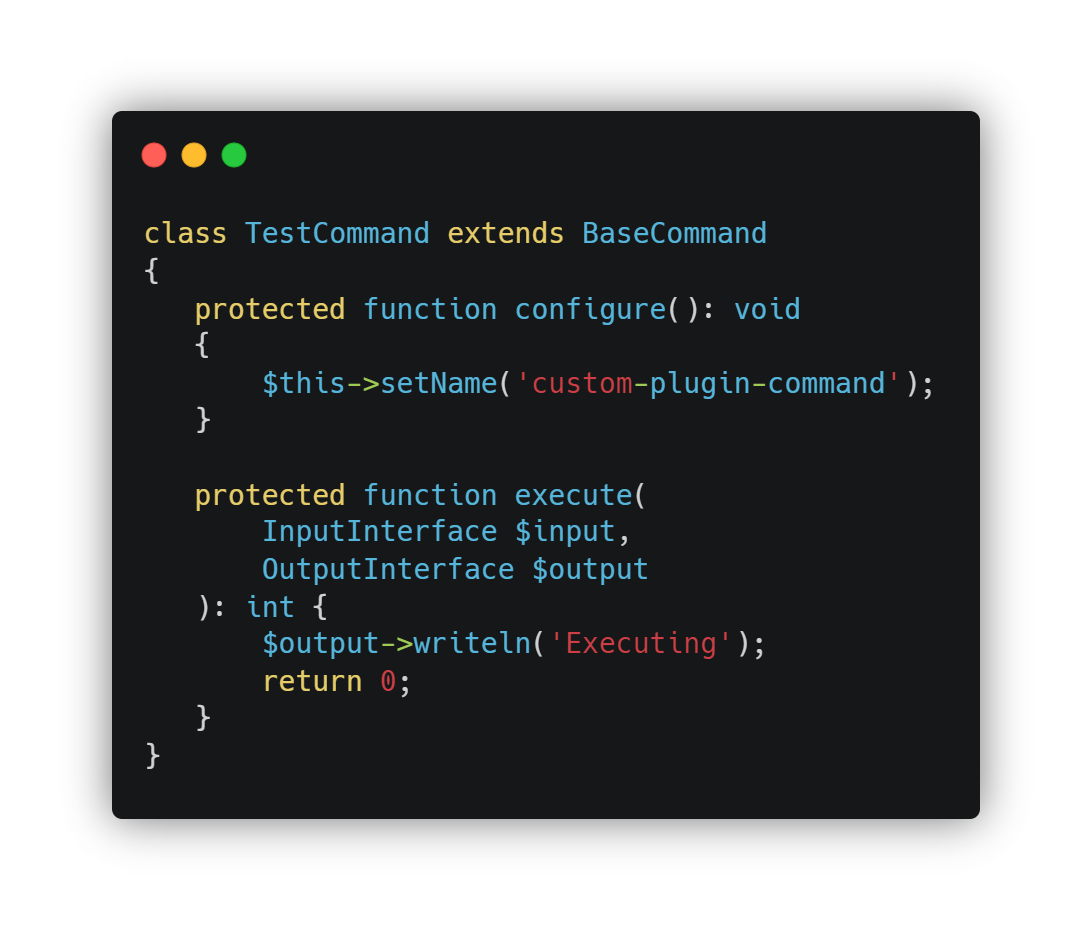 class TestCommand extends BaseCommand
{
   protected function configure(): void
   {
       $this->setName('custom-plugin-command');
   }

   protected function execute(
       InputInterface $input,
       OutputInterface $output
   ): int {
       $output->writeln('Executing');
       return 0;
   }
}